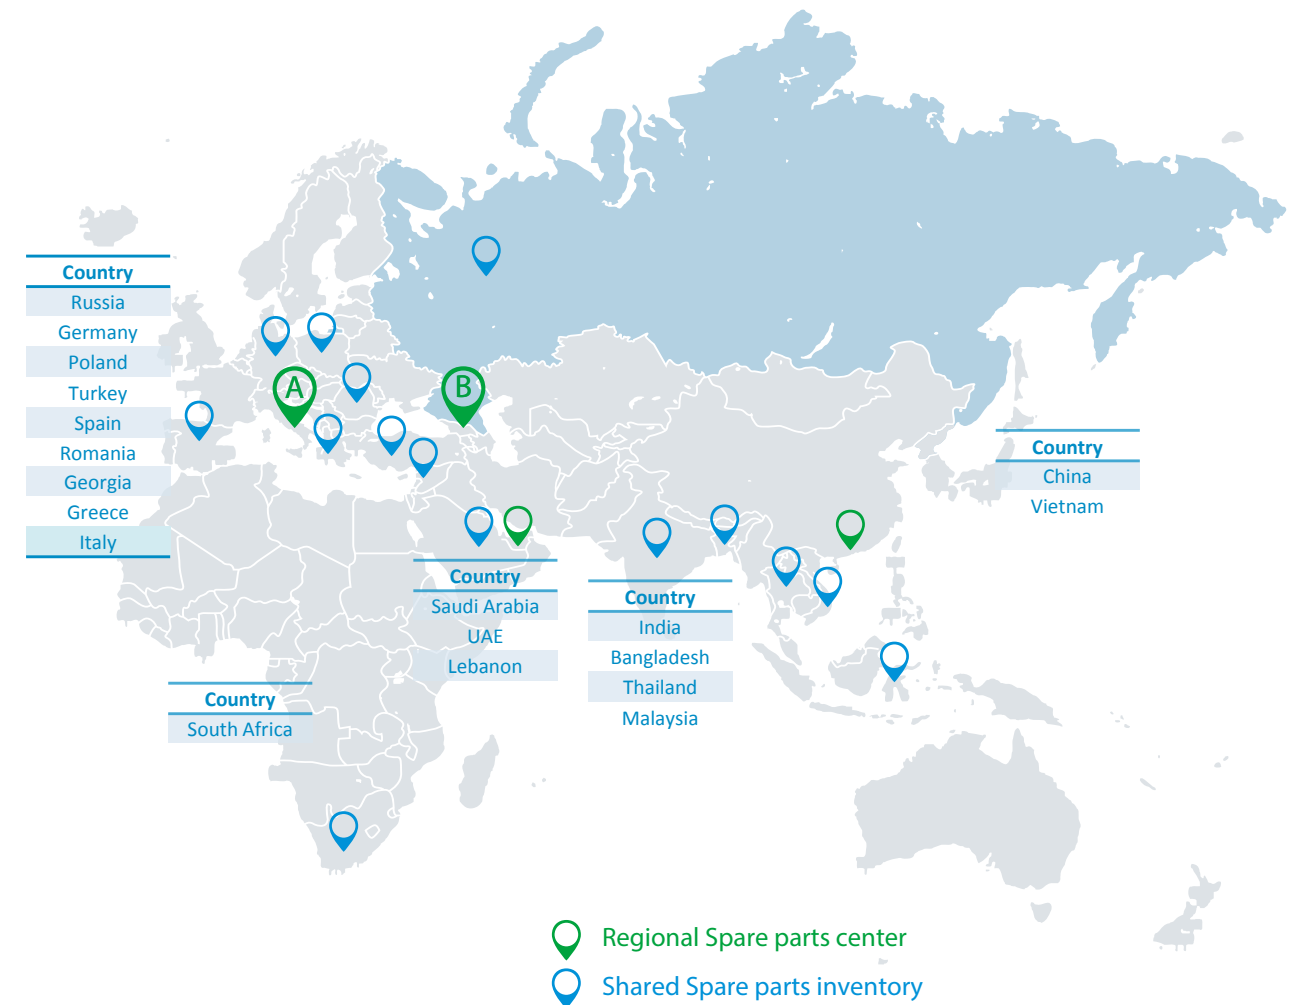 Country
Russia
Germany
Poland
Turkey
Spain
Romania
Georgia
Greece
Italy
A
B
Country
China
Vietnam
Country
Saudi Arabia
UAE
Lebanon
Country
India
Bangladesh
Thailand
Malaysia
Country
South Africa
Regional Spare parts center
Shared Spare parts inventory